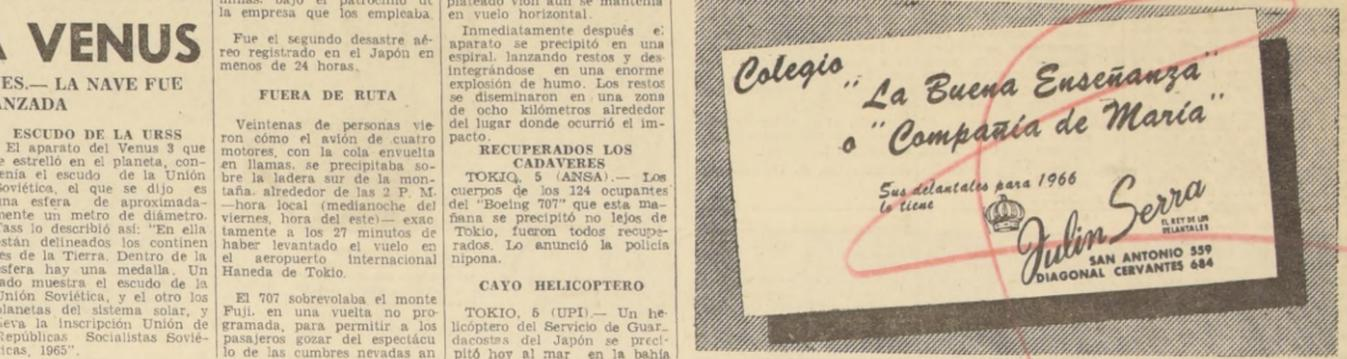 A VENUS
ES.— LA NAVE FUE
ANZADA
ESCUDO DE LA URSS
El aparato del Venus 3 que
estrelló en el planeta, con-
enía el escudo de la Unión
Soviética, el que se dijo es
una esfera de aproximada-
mente un metro de diámetro.
Tass lo describió así: "En ella
están delineados los continen
es de la Tierra. Dentro de la
esfera hay una medalla. Un
lado muestra el escudo de la
Unión Soviética, y el otro los
planetas del sistema solar, y
leva la inscripción Unión de
Repúblicas Socialistas Sovié-
icas, 1965".
la empresa que los empleaba.
Fue el segundo desastre aé-
reo registrado en el Japón en
menos de 24 horas.
FUERA DE RUTA
Veintenas de personas vie-
ron cómo el avión de cuatro
motores, con la cola envuelta
en llamas, se precipitaba so-
bre la ladera sur de la mon-
taña, alrededor de las 2 P. M.
—hora local (medianoche del
viernes, hora del este)— exac
tamente a los 27 minutos de
haber levantado el vuelo en
el aeropuerto internacional
Haneda de Tokio.
El 707 sobrevolaba el monte
Fuji, en una vuelta no pro-
gramada, para permitir a los
pasajeros gozar del espectácu
lo de las cumbres nevadas an
plateado vión aún se mantenía
en vuelo horizontal.
Inmediatamente después el
aparato se precipitó en una
espiral, lanzando restos y des-
integrándose en una enorme
explosión de humo. Los restos
se diseminaron en una zona
de ocho kilómetros alrededor
del lugar donde ocurrió el im-
pacto.
RECUPERADOS LOS
CADAVERES
TOKIO, 5 (ANSA).— Los
cuerpos de los 124 ocupantes
del "Boeing 707" que esta ma-
ñana se precipitó no lejos de
Tokio, fueron todos recupe-
rados. Lo anunció la policía
nipona.
CAYO HELICOPTERO
TOKIO, 5 (UPI).— Un he-
licóptero del Servicio de Guar-
dacostas del Japón se preci-
pitó hoy al mar en la bahía
Colegio
"La Buena Enseñanza"
o "Compañía de María"
Sus delantales para 1966
lo tiene
Julin Serra
EL REY DE LOS
DELANTALES
SAN ANTONIO 559
DIAGONAL CERVANTES 684